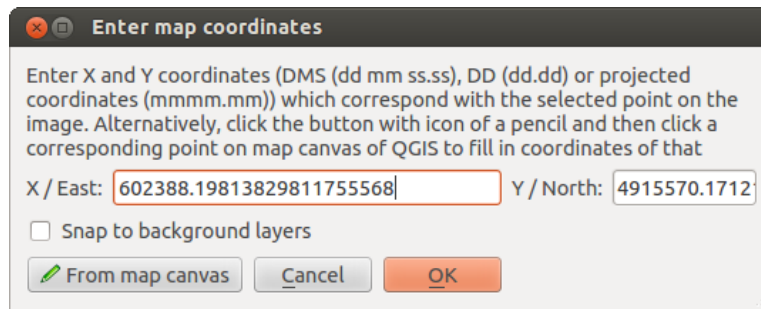 Enter map coordinates
Enter X and Y coordinates (DMS (dd mm ss.ss), DD (dd.dd) or projected
coordinates (mmmm.mm)) which correspond with the selected point on the
image. Alternatively, click the button with icon of a pencil and then click a
corresponding point on map canvas of QGIS to fill in coordinates of that
X / East: 602388.19813829811755568 Y / North: 4915570.1712
Snap to background layers
From map canvas Cancel OK